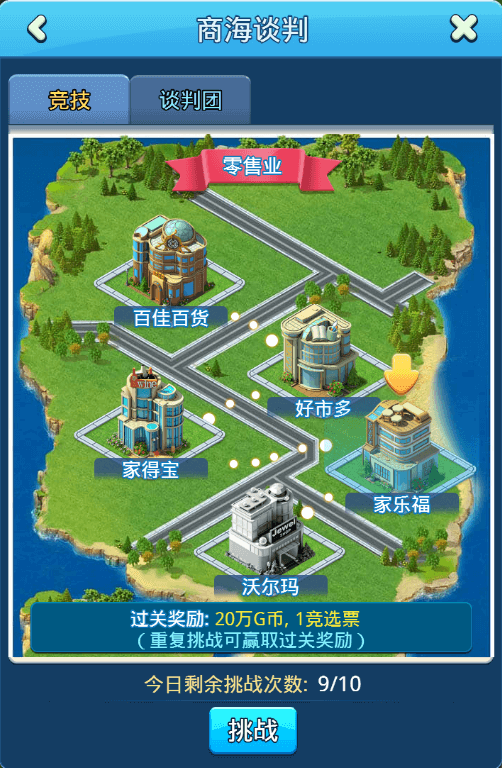 商海谈判
竞技
谈判团
零售业
百佳百货
好市多
WINE
家得宝
家乐福
Jewel
沃尔玛
过关奖励: 20万G币, 1竞选票
（重复挑战可赢取过关奖励）
今日剩余挑战次数: 9/10
挑战